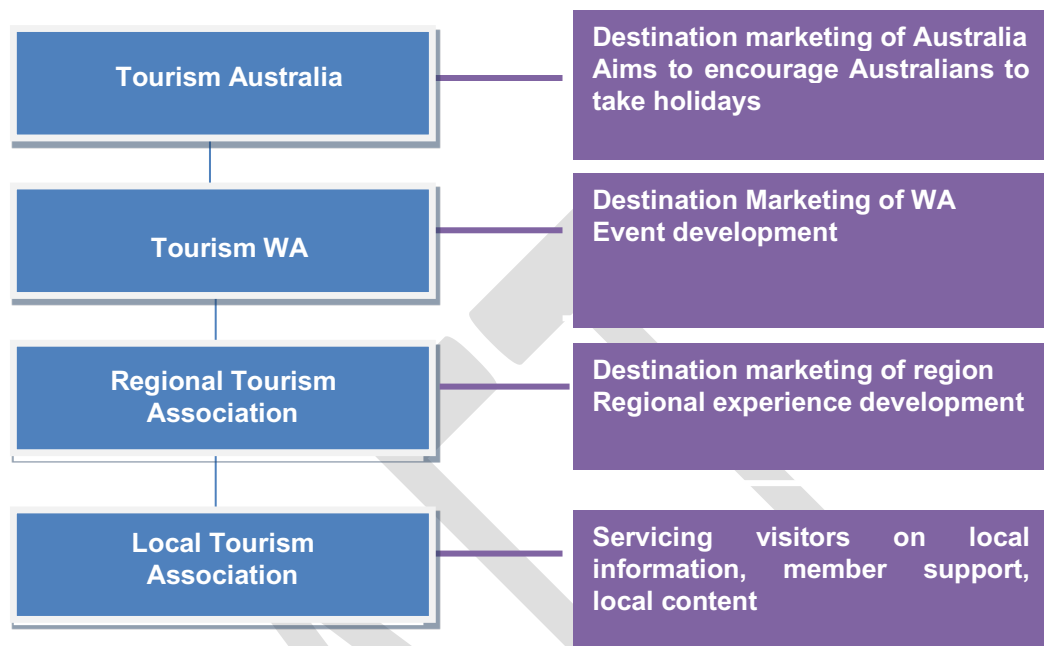 Tourism Australia
Destination marketing of Australia
Aims to encourage Australians to
take holidays
Tourism WA
Destination Marketing of WA
Event development
Regional Tourism
Association
Destination marketing of region
Regional experience development
Local Tourism
Association
Servicing visitors on local
information, member support,
local content